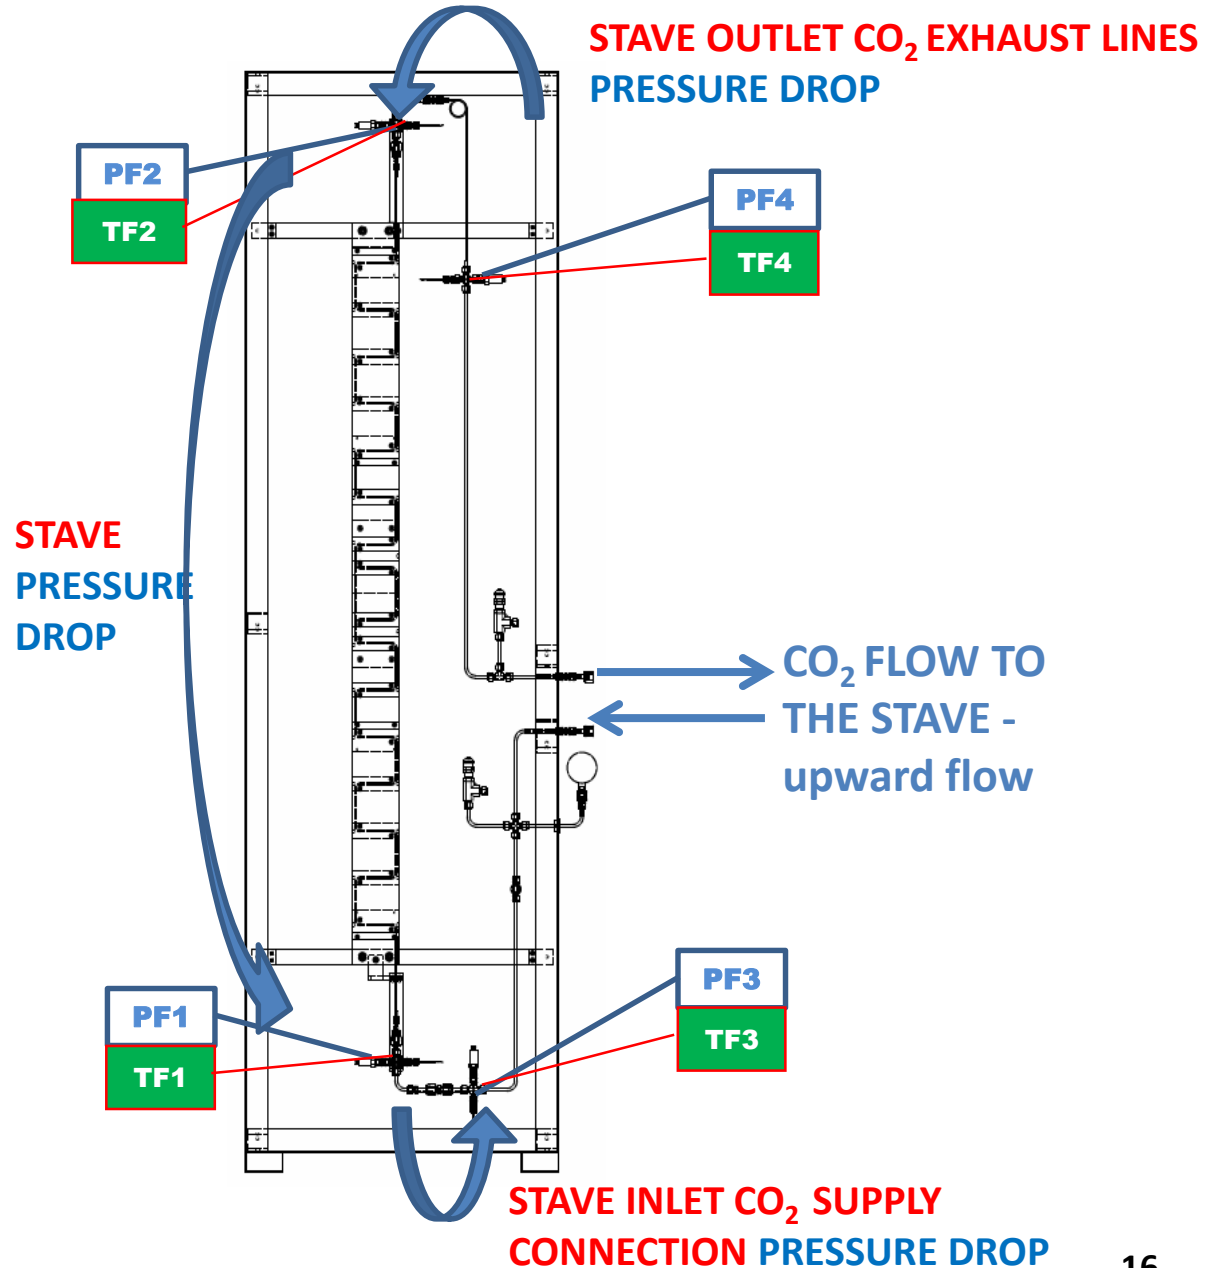 STAVE OUTLET CO₂ EXHAUST LINES
PRESSURE DROP
PF2
TF2
PF4
TF4
STAVE
PRESSURE
DROP
CO₂ FLOW TO
THE STAVE -
upward flow
PF3
TF3
PF1
TF1
STAVE INLET CO₂ SUPPLY
CONNECTION PRESSURE DROP
16